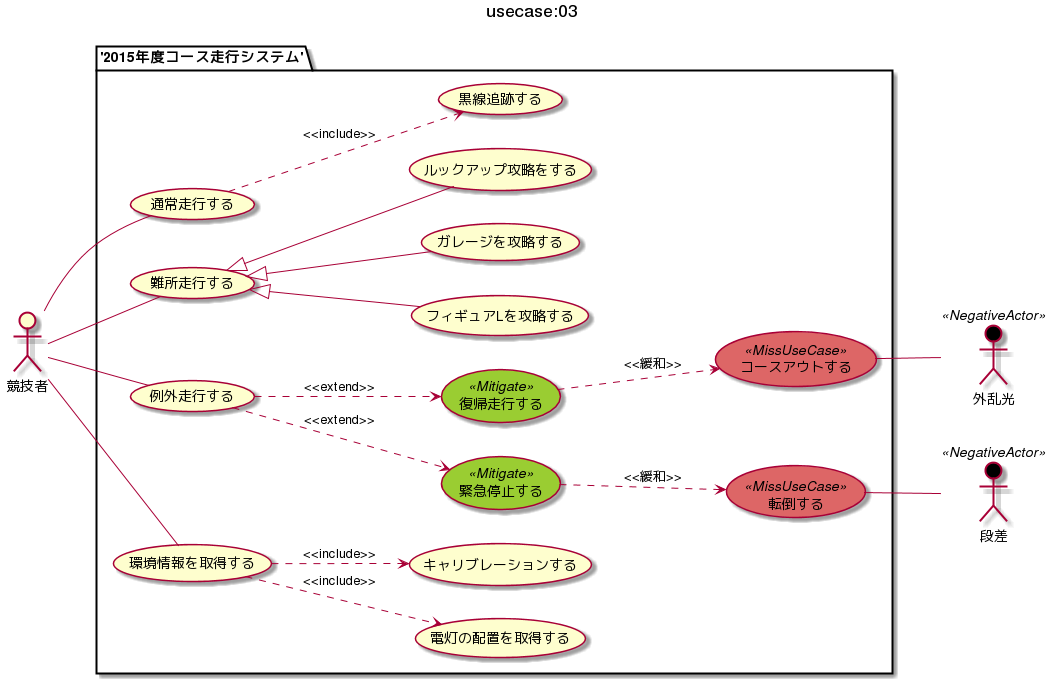 usecase:03
'2015年度コース走行システム'
黒線追跡する
<<include>>
ルックアップ攻略をする
通常走行する
ガレージを攻略する
難所走行する
フィギュアLを攻略する
競技者
<<extend>>
例外走行する
<<extend>>
«Mitigate»
復帰走行する
<<緩和>>
«MissUseCase»
コースアウトする
«NegativeActor»
外乱光
«Mitigate»
緊急停止する
<<緩和>>
«MissUseCase»
転倒する
«NegativeActor»
段差
環境情報を取得する
<<include>>
キャリブレーションする
<<include>>
電灯の配置を取得する